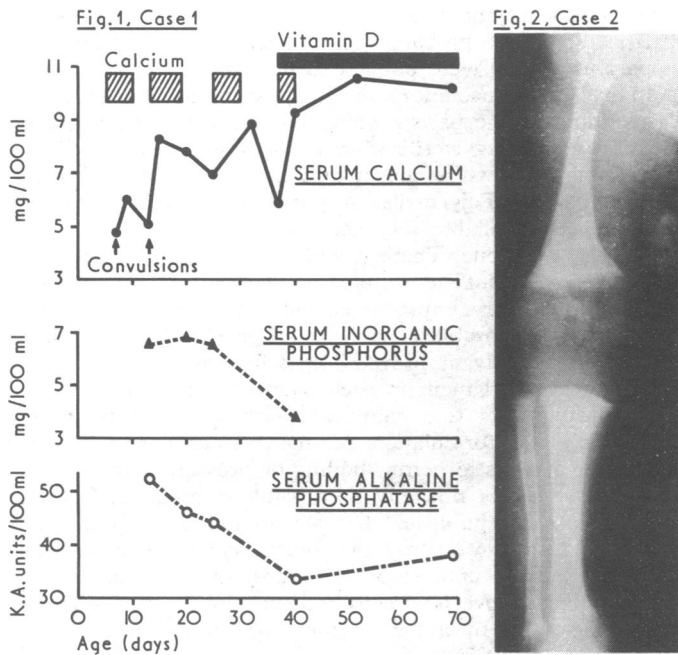 Fig.1, Case 1
Fig.2, Case 2
Vitamin D
Calcium
11
9
7
5
3
mg/100 ml
SERUM CALCIUM
Convulsions
7
5
3
mg/100 ml
SERUM INORGANIC
PHOSPHORUS
50
40
30
K.A. units/100ml
SERUM ALKALINE
PHOSPHATASE
0 10 20 30 40 50 60 70
Age (days)